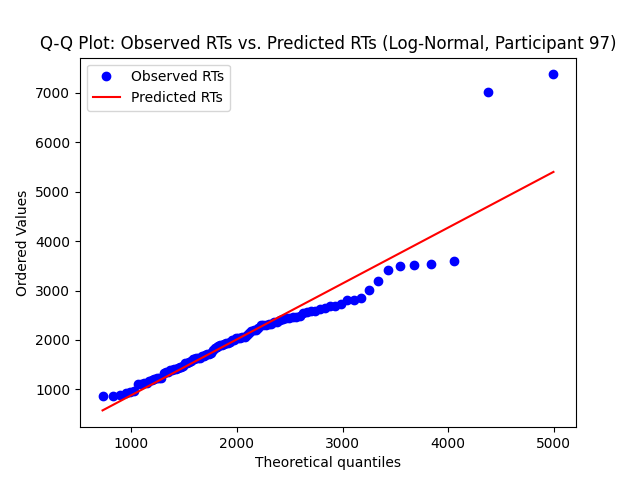 Q-Q Plot: Observed RTs vs. Predicted RTs (Log-Normal, Participant 97)
Observed RTs
Predicted RTs
Ordered Values
7000
6000
5000
4000
3000
2000
1000
1000 2000 3000 4000 5000
Theoretical quantiles